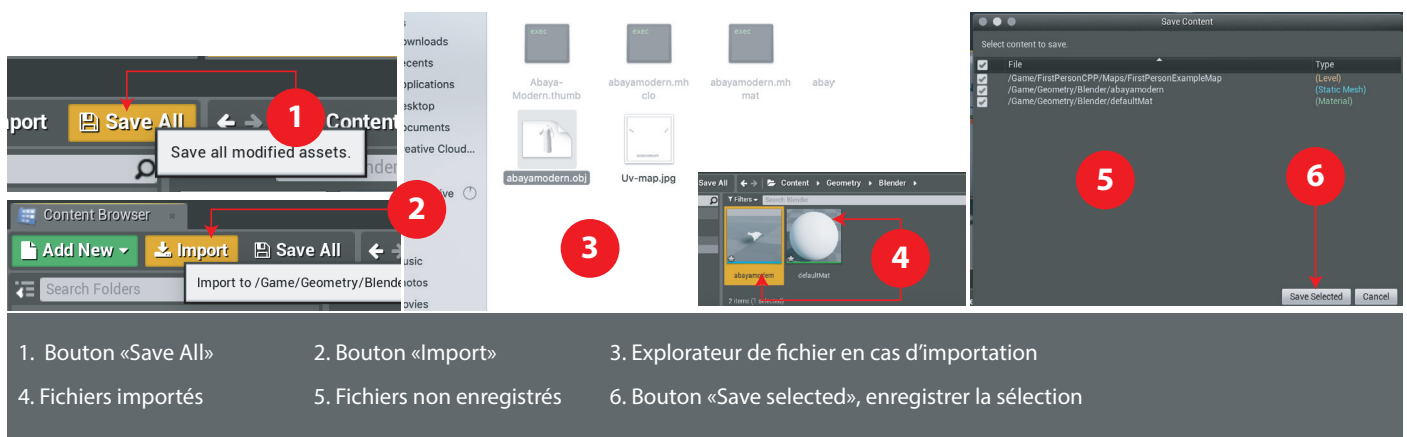 port Save All ← → Content
1
Save all modified assets.
nder
Content Browser
2
Add New Import Save All ←
Import to /Game/Geometry/Blende
Search Folders
ownloads
ecents
pplications
esktop
ocuments
reative Cloud...
ive
usic
otos
ovies
exec exec exec
Abaya-
Modern.thumb
abayamodern.mh
clo
abayamodern.mh
mat
abay
abayamodern.obj Uv-map.jpg
3
Save All ← → Content Geometry Blender
Filters Search Blender
4
abayamodern defaultMat
2 items (1 selected)
Save Content
Select content to save.
File Type
/Game/FirstPersonCPP/Maps/FirstPersonExampleMap (Level)
/Game/Geometry/Blender/abayamodern (Static Mesh)
/Game/Geometry/Blender/defaultMat (Material)
5
6
Save Selected Cancel
1. Bouton «Save All» 2. Bouton «Import» 3. Explorateur de fichier en cas d’importation
4. Fichiers importés 5. Fichiers non enregistrés 6. Bouton «Save selected», enregistrer la sélection